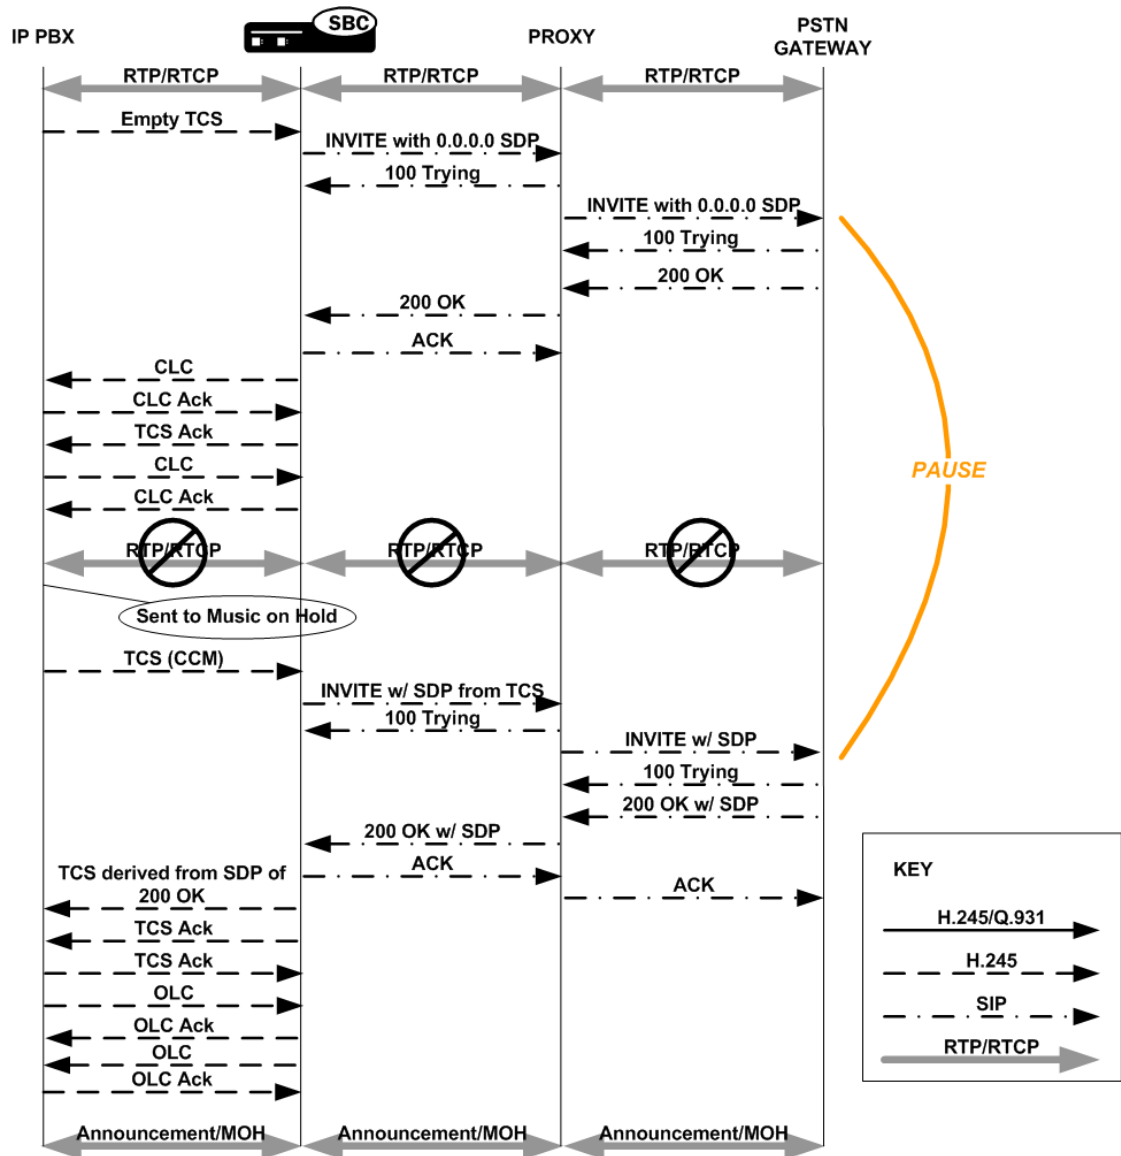 SBC
IP PBX
PROXY
PSTN
GATEWAY
RTP/RTCP
RTP/RTCP
RTP/RTCP
Empty TCS
INVITE with 0.0.0.0 SDP
100 Trying
INVITE with 0.0.0.0 SDP
100 Trying
200 OK
200 OK
ACK
CLC
CLC Ack
TCS Ack
CLC
PAUSE
CLC Ack
RTP/RTCP
RTP/RTCP
RTP/RTCP
Sent to Music on Hold
TCS (CCM)
INVITE w/ SDP from TCS
100 Trying
INVITE w/ SDP
100 Trying
200 OK w/ SDP
200 OK w/ SDP
ACK
TCS derived from SDP of
200 OK
ACK
TCS Ack
TCS Ack
OLC
OLC Ack
OLC
OLC Ack
Announcement/MOH
Announcement/MOH
Announcement/MOH
KEY
H.245/Q.931
H.245
SIP
RTP/RTCP